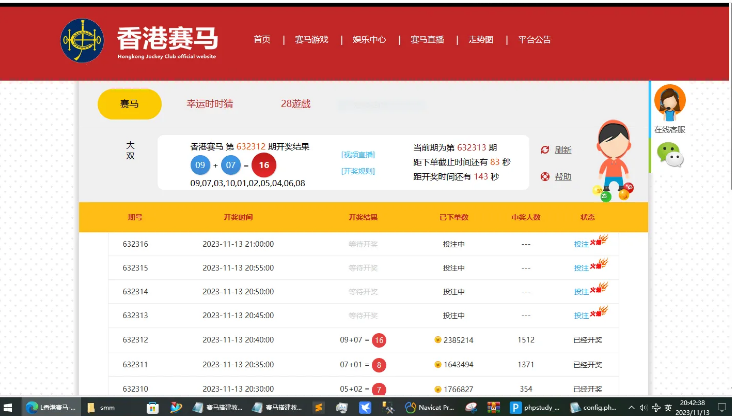 香港赛马
Hongkong Jockey Club official website
首页 | 赛马游戏 | 娱乐中心 | 赛马直播 | 走势图 | 平台公告
赛马 幸运时时猜 28游戏
在线客服
大
双
香港赛马 第 632312 期开奖结果
09 + 07 = 16
09,07,03,10,01,02,05,04,06,08
[视频直播]
[开奖规则]
当前期为第 632313 期
距下单截止时间还有 83 秒
距开奖时间还有 143 秒
刷新
帮助
期号 开奖时间 开奖结果 已下单数 中奖人数 状态
632316 2023-11-13 21:00:00 等待开奖 投注中 --- 投注 火爆
632315 2023-11-13 20:55:00 等待开奖 投注中 --- 投注 火爆
632314 2023-11-13 20:50:00 等待开奖 投注中 --- 投注 火爆
632313 2023-11-13 20:45:00 等待开奖 投注中 --- 投注 火爆
632312 2023-11-13 20:40:00 09+07 = 16 2385214 1512 已经开奖
632311 2023-11-13 20:35:00 07+01 = 8 1643494 1371 已经开奖
632310 2023-11-13 20:30:00 05+02 = 7 1766827 354 已经开奖
smm Navicat Pr... phpstudy ... config.ph... 英 20:42:38
2023/11/13